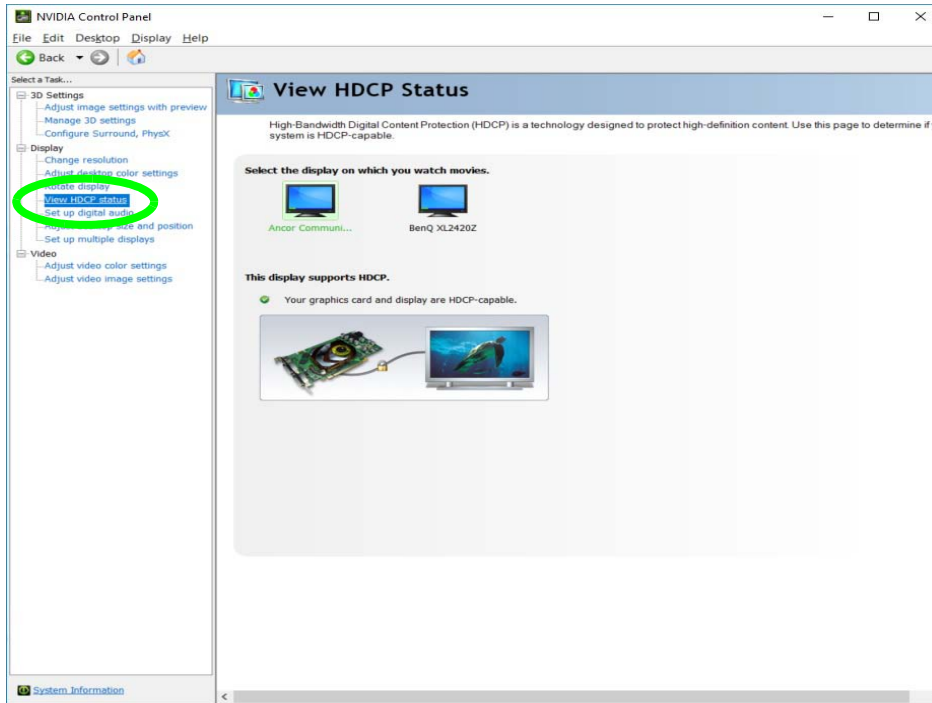 NVIDIA Control Panel
File Edit Desktop Display Help
Back
Select a Task...
3D Settings
Adjust image settings with preview
Manage 3D settings
Configure Surround, PhysX
Display
Change resolution
Adjust desktop color settings
Rotate display
View HDCP status
Set up digital audio
Adjust desktop size and position
Set up multiple displays
Video
Adjust video color settings
Adjust video image settings
System Information
View HDCP Status
High-Bandwidth Digital Content Protection (HDCP) is a technology designed to protect high-definition content. Use this page to determine if
system is HDCP-capable.
Select the display on which you watch movies.
Ancor Communi... BenQ XL2420Z
This display supports HDCP.
Your graphics card and display are HDCP-capable.